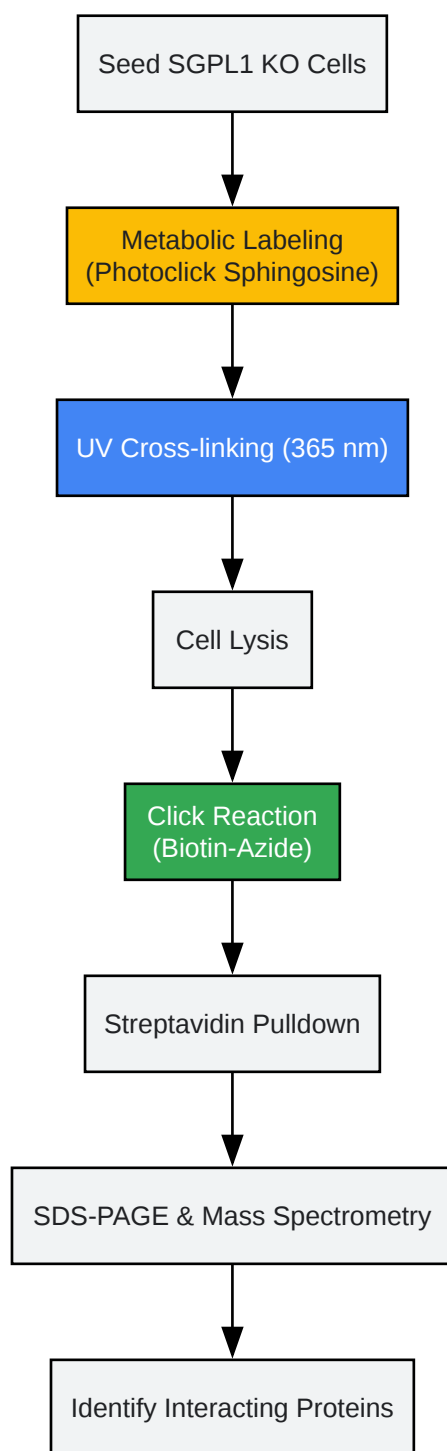 Seed SGPL1 KO Cells
Metabolic Labeling
(Photoclick Sphingosine)
UV Cross-linking (365 nm)
Cell Lysis
Click Reaction
(Biotin-Azide)
Streptavidin Pulldown
SDS-PAGE & Mass Spectrometry
Identify Interacting Proteins